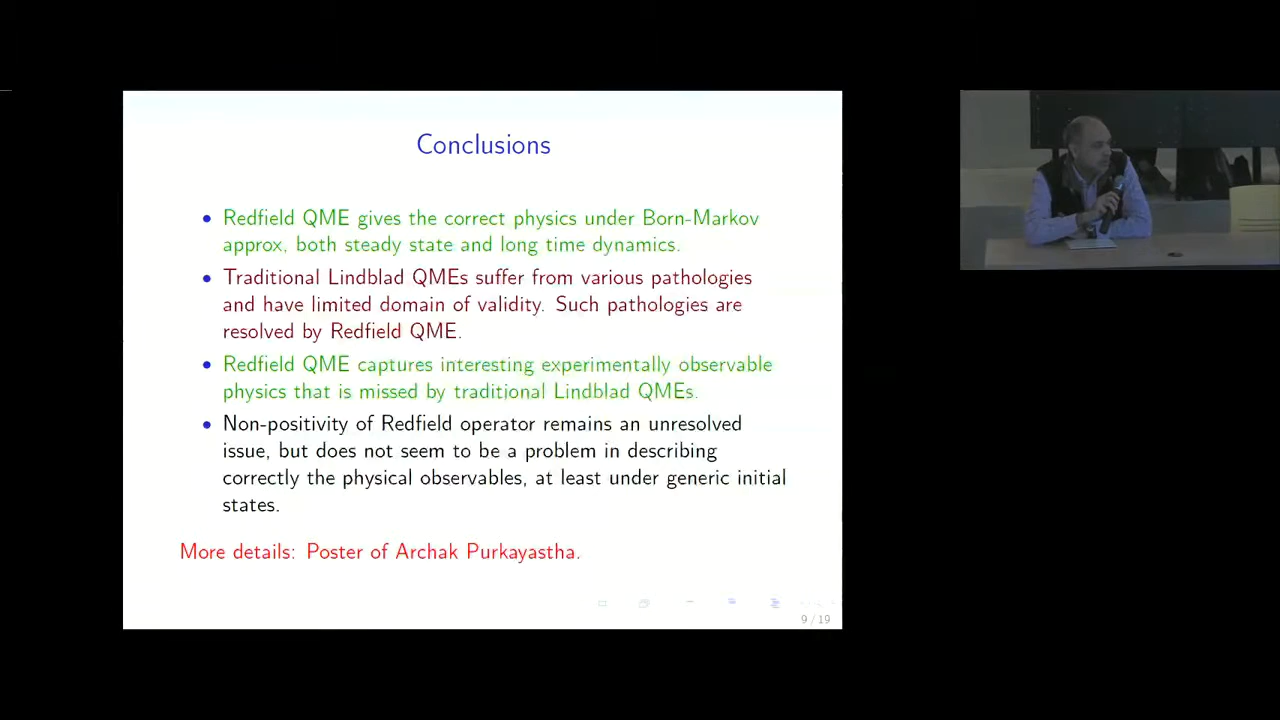 Conclusions
Redfield QME gives the correct physics under Born-Markov
approx, both steady state and long time dynamics.
Traditional Lindblad QMEs suffer from various pathologies
and have limited domain of validity. Such pathologies are
resolved by Redfield QME.
Redfield QME captures interesting experimentally observable
physics that is missed by traditional Lindblad QMEs.
Non-positivity of Redfield operator remains an unresolved
issue, but does not seem to be a problem in describing
correctly the physical observables, at least under generic initial
states.
More details: Poster of Archak Purkayastha.
9 / 19